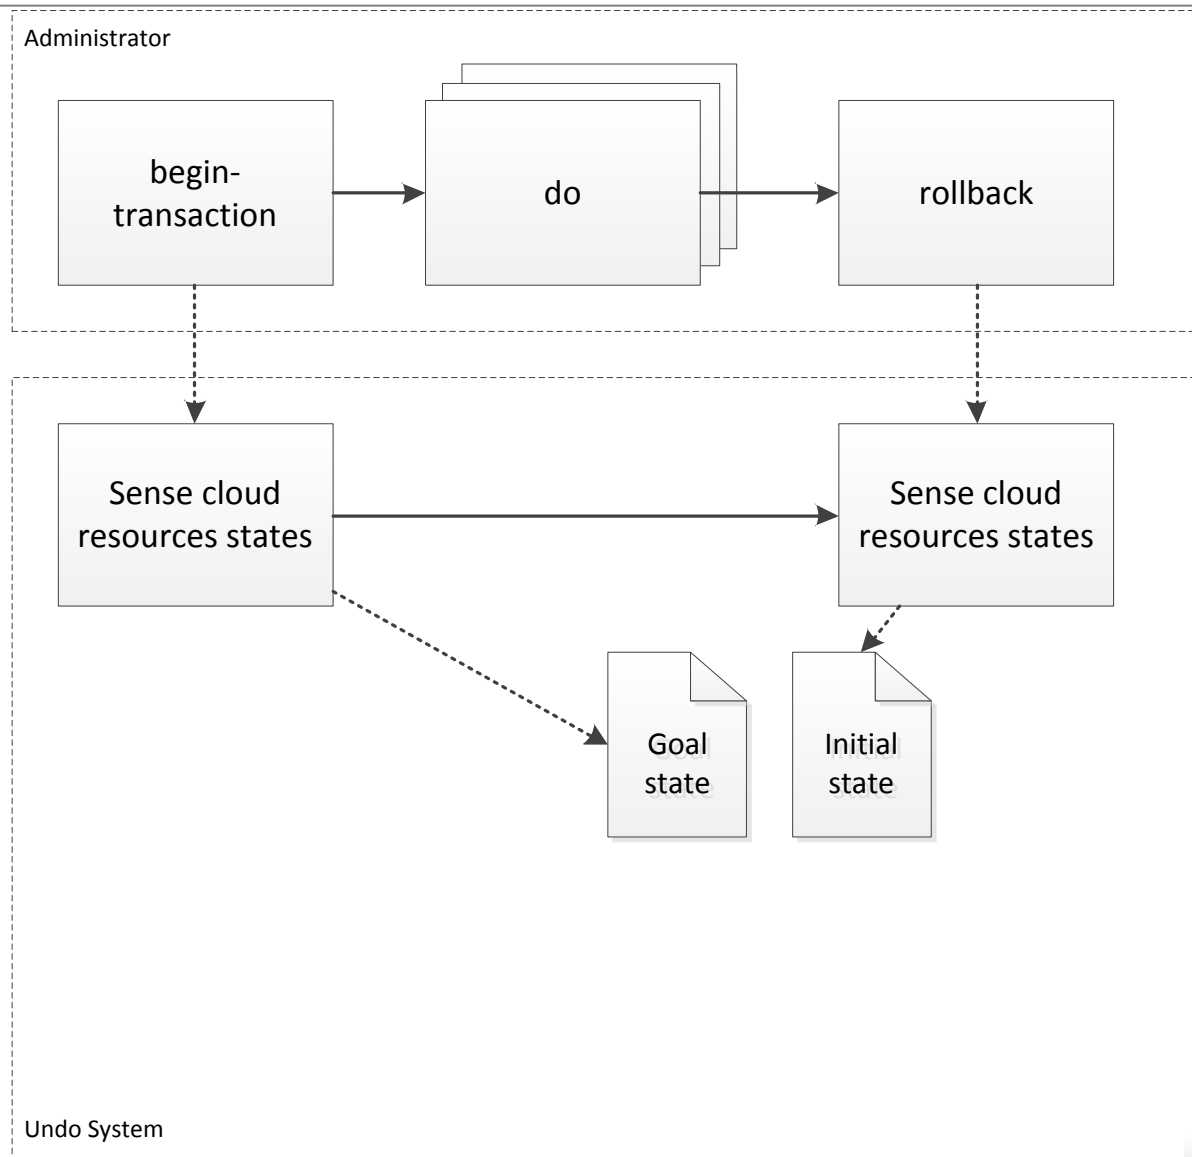 Administrator
begin-
transaction
do
rollback
Sense cloud
resources states
Sense cloud
resources states
Goal
state
Initial
state
Undo System